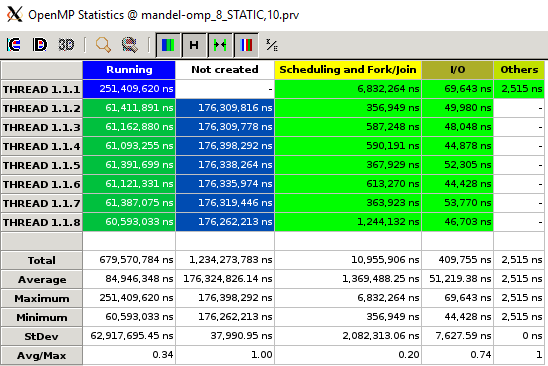 OpenMP Statistics @ mandel-omp_8_STATIC,10.prv
3D H
Running Not created Scheduling and Fork/Join I/O Others
THREAD 1.1.1 251,409,620 ns - 6,832,264 ns 69,643 ns 2,515 ns
THREAD 1.1.2 61,411,891 ns 176,309,816 ns 356,949 ns 49,980 ns -
THREAD 1.1.3 61,162,880 ns 176,309,778 ns 587,248 ns 48,048 ns -
THREAD 1.1.4 61,093,255 ns 176,398,292 ns 590,191 ns 44,878 ns -
THREAD 1.1.5 61,391,699 ns 176,338,264 ns 367,929 ns 52,305 ns -
THREAD 1.1.6 61,121,331 ns 176,335,974 ns 613,270 ns 44,428 ns -
THREAD 1.1.7 61,387,075 ns 176,319,446 ns 363,923 ns 53,770 ns -
THREAD 1.1.8 60,593,033 ns 176,262,213 ns 1,244,132 ns 46,703 ns -
Total 679,570,784 ns 1,234,273,783 ns 10,955,906 ns 409,755 ns 2,515 ns
Average 84,946,348 ns 176,324,826.14 ns 1,369,488.25 ns 51,219.38 ns 2,515 ns
Maximum 251,409,620 ns 176,398,292 ns 6,832,264 ns 69,643 ns 2,515 ns
Minimum 60,593,033 ns 176,262,213 ns 356,949 ns 44,428 ns 2,515 ns
StDev 62,917,695.45 ns 37,990.95 ns 2,082,313.06 ns 7,627.59 ns 0 ns
Avg/Max 0.34 1.00 0.20 0.74 1